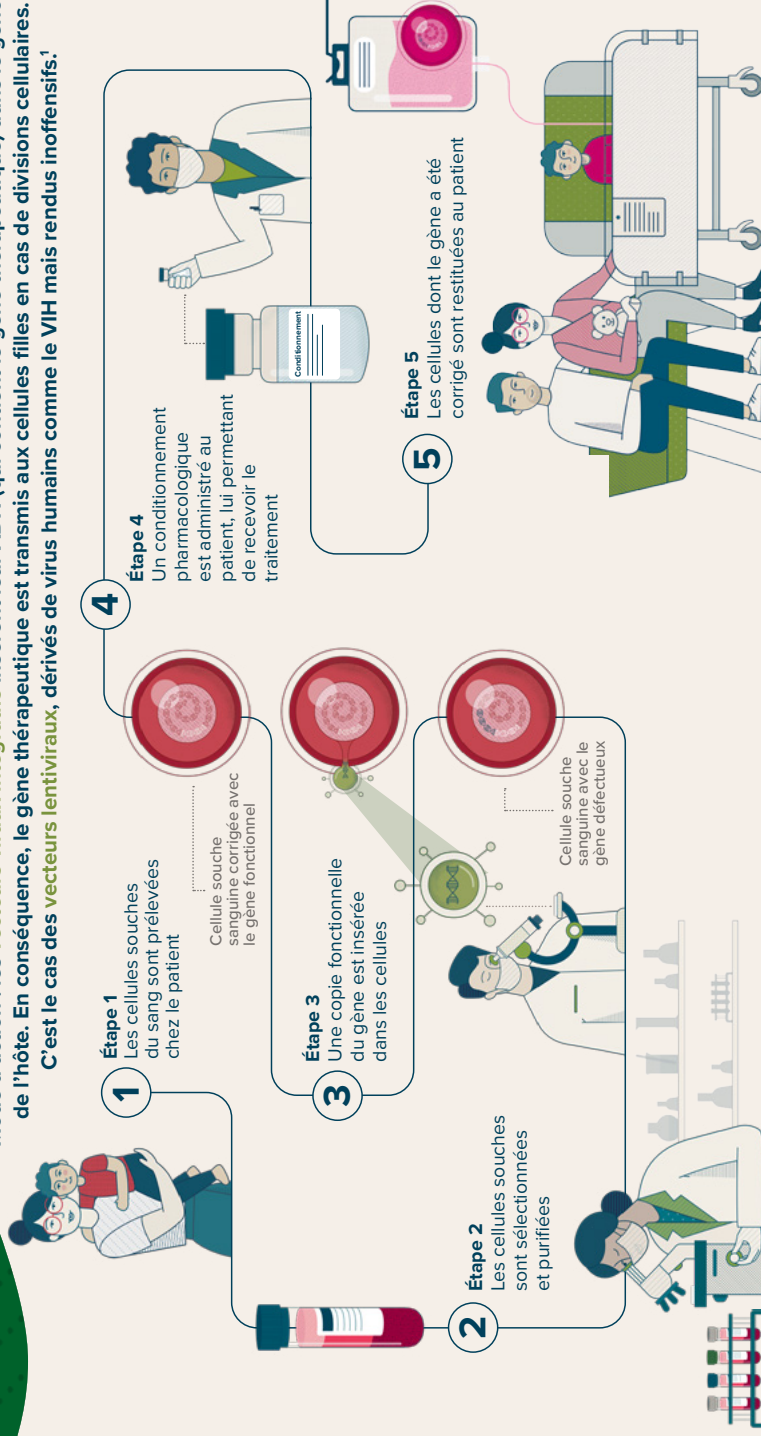 de l'hôte. En conséquence, le gène thérapeutique est transmis aux cellules filles en cas de divisions cellulaires.
C'est le cas des vecteurs lentiviraux, dérivés de virus humains comme le VIH mais rendus inoffensifs.¹
1
Étape 1
Les cellules souches
du sang sont prélevées
chez le patient
2
Étape 2
Les cellules souches
sont sélectionnées
et purifiées
3
Étape 3
Une copie fonctionnelle
du gène est insérée
dans les cellules
Cellule souche
sanguine avec le
gène défectueux
Cellule souche
sanguine corrigée avec
le gène fonctionnel
4
Étape 4
Un conditionnement
pharmacologique
est administré au
patient, lui permettant
de recevoir le
traitement
Conditionnement
5
Étape 5
Les cellules dont le gène a été
corrigé sont restituées au patient